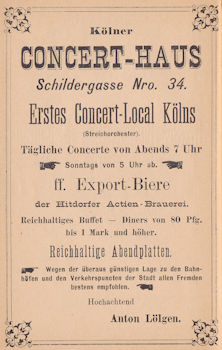 Kölner
CONCERT-HAUS
Schildergasse Nro. 34.
Erstes Concert-Local Kölns
(Streichorchester).
Tägliche Concerte von Abends 7 Uhr
Sonntags von 5 Uhr ab.
ff. Export-Biere
der Hitdorfer Actien-Brauerei.
Reichhaltiges Buffet — Diners von 80 Pfg.
bis 1 Mark und höher.
Reichhaltige Abendplatten.
Wegen der überaus günstigen Lage zu den Bahn-
höfen und den Verkehrspuncten der Stadt allen Fremden
bestens empfohlen.
Hochachtend
Anton Lölgen.